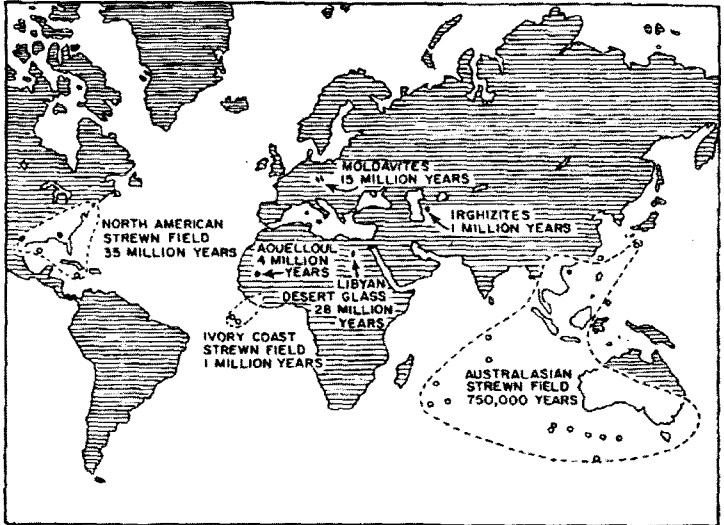 MOLDAVITES
15 MILLION YEARS
IRGHIZITES
1 MILLION YEARS
NORTH AMERICAN
STREWN FIELD
35 MILLION YEARS
AOUELLOUL
4 MILLION
YEARS
LIBYAN
DESERT GLASS
28 MILLION
YEARS
IVORY COAST
STREWN FIELD
1 MILLION YEARS
AUSTRALASIAN
STREWN FIELD
750,000 YEARS